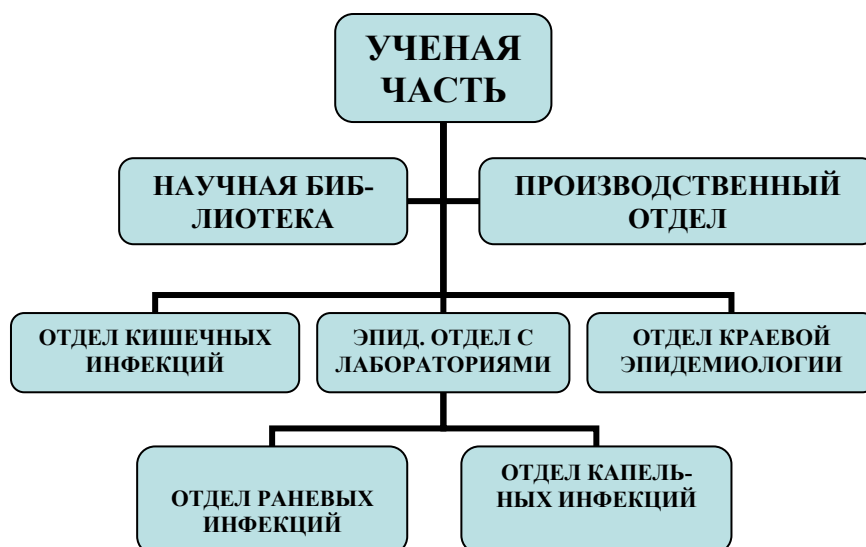 УЧЕНАЯ
ЧАСТЬ
НАУЧНАЯ БИБ-
ЛИОТЕКА
ПРОИЗВОДСТВЕННЫЙ
ОТДЕЛ
ОТДЕЛ КИШЕЧНЫХ
ИНФЕКЦИЙ
ЭПИД. ОТДЕЛ С
ЛАБОРАТОРИЯМИ
ОТДЕЛ КРАЕВОЙ
ЭПИДЕМИОЛОГИИ
ОТДЕЛ РАНЕВЫХ
ИНФЕКЦИЙ
ОТДЕЛ КАПЕЛЬ-
НЫХ ИНФЕКЦИЙ